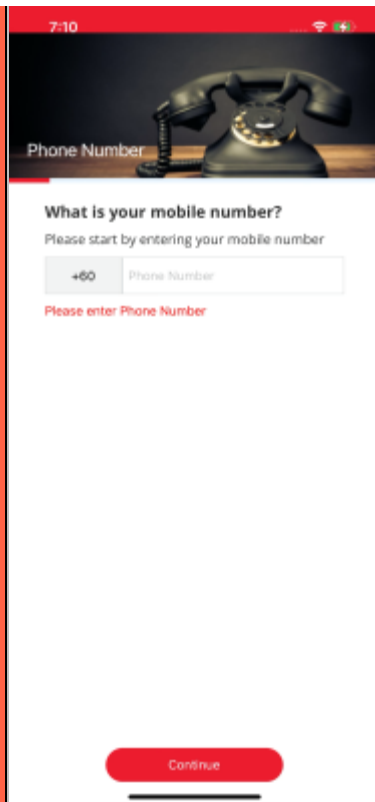 7:10
Phone Number
What is your mobile number?
Please start by entering your mobile number
+60 Phone Number
Please enter Phone Number
Continue